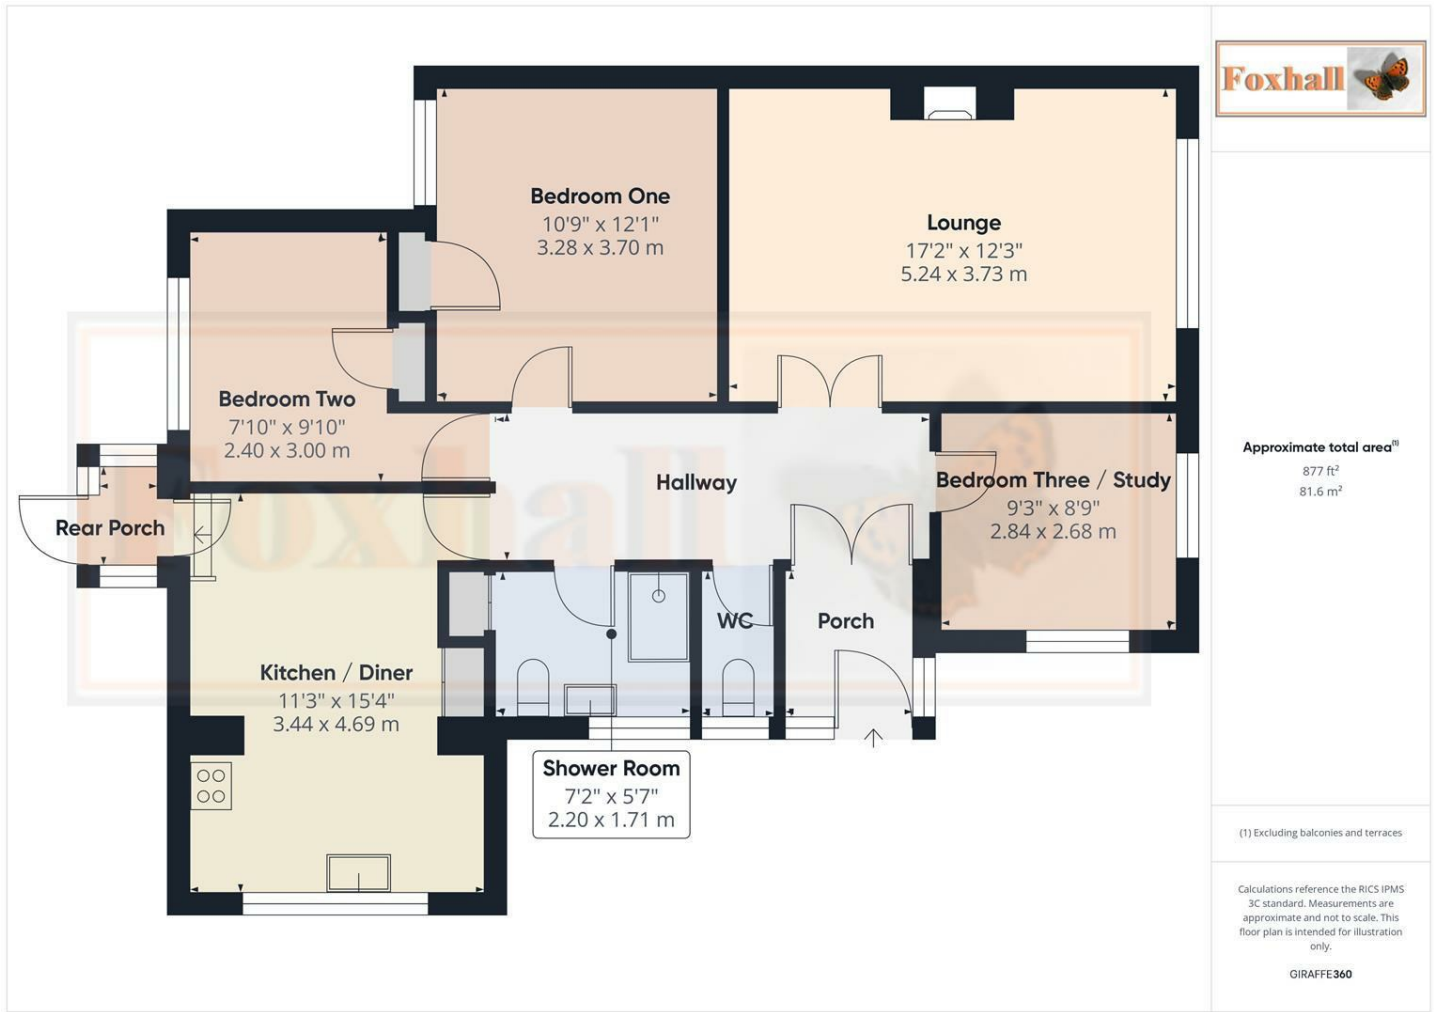 Foxhall
Bedroom One
10'9" x 12'1"
3.28 x 3.70 m
Lounge
17'2" x 12'3"
5.24 x 3.73 m
Bedroom Two
7'10" x 9'10"
2.40 x 3.00 m
Hallway
Bedroom Three / Study
9'3" x 8'9"
2.84 x 2.68 m
Rear Porch
Foxhall
WC
Porch
Kitchen / Diner
11'3" x 15'4"
3.44 x 4.69 m
Shower Room
7'2" x 5'7"
2.20 x 1.71 m
Approximate total area(1)
877 ft²
81.6 m²
(1) Excluding balconies and terraces
Calculations reference the RICS IPMS
3C standard. Measurements are
approximate and not to scale. This
floor plan is intended for illustration
only.
GIRAFFE360